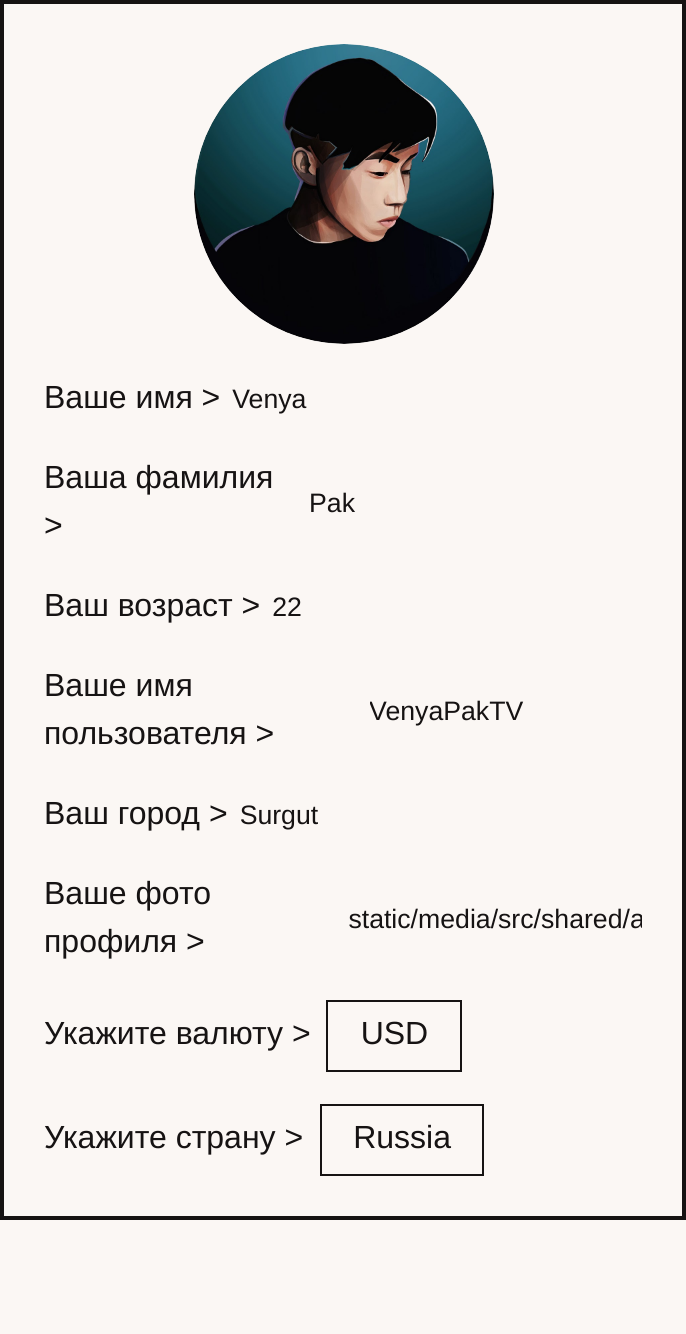 Ваше имя > Venya
Ваша фамилия
>
Pak
Ваш возраст > 22
Ваше имя
пользователя >
VenyaPakTV
Ваш город > Surgut
Ваше фото
профиля >
static/media/src/shared/a
Укажите валюту > USD
Укажите страну > Russia